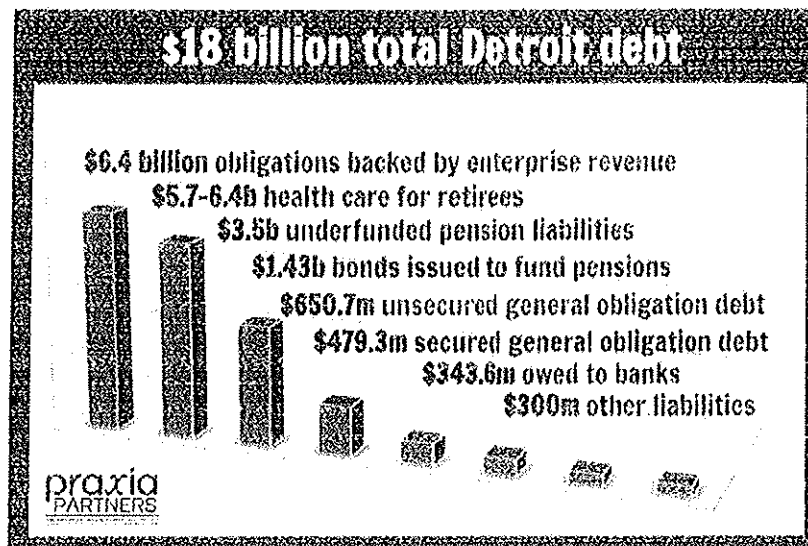 $18 billion total Detroit debt
$6.4 billion obligations backed by enterprise revenue
$5.7-6.4b health care for retirees
$3.5b underfunded pension liabilities
$1.43b bonds issued to fund pensions
$650.7m unsecured general obligation debt
$479.3m secured general obligation debt
$343.6m owed to banks
$300m other liabilities
praxia
PARTNERS